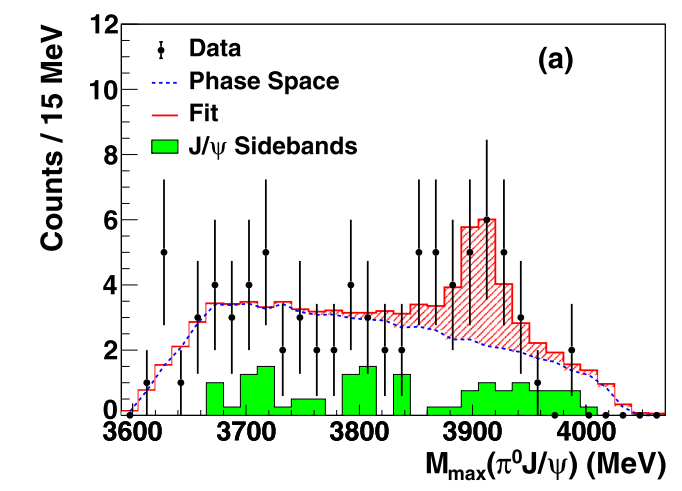 Counts / 15 MeV
12
10
8
6
4
2
0
Data
Phase Space
Fit
J/ψ Sidebands
(a)
3600 3700 3800 3900 4000
M_max(π⁰J/ψ) (MeV)